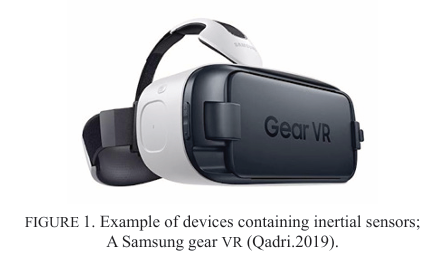 Gear VR
FIGURE 1. Example of devices containing inertial sensors;
A Samsung gear VR (Qadri.2019).